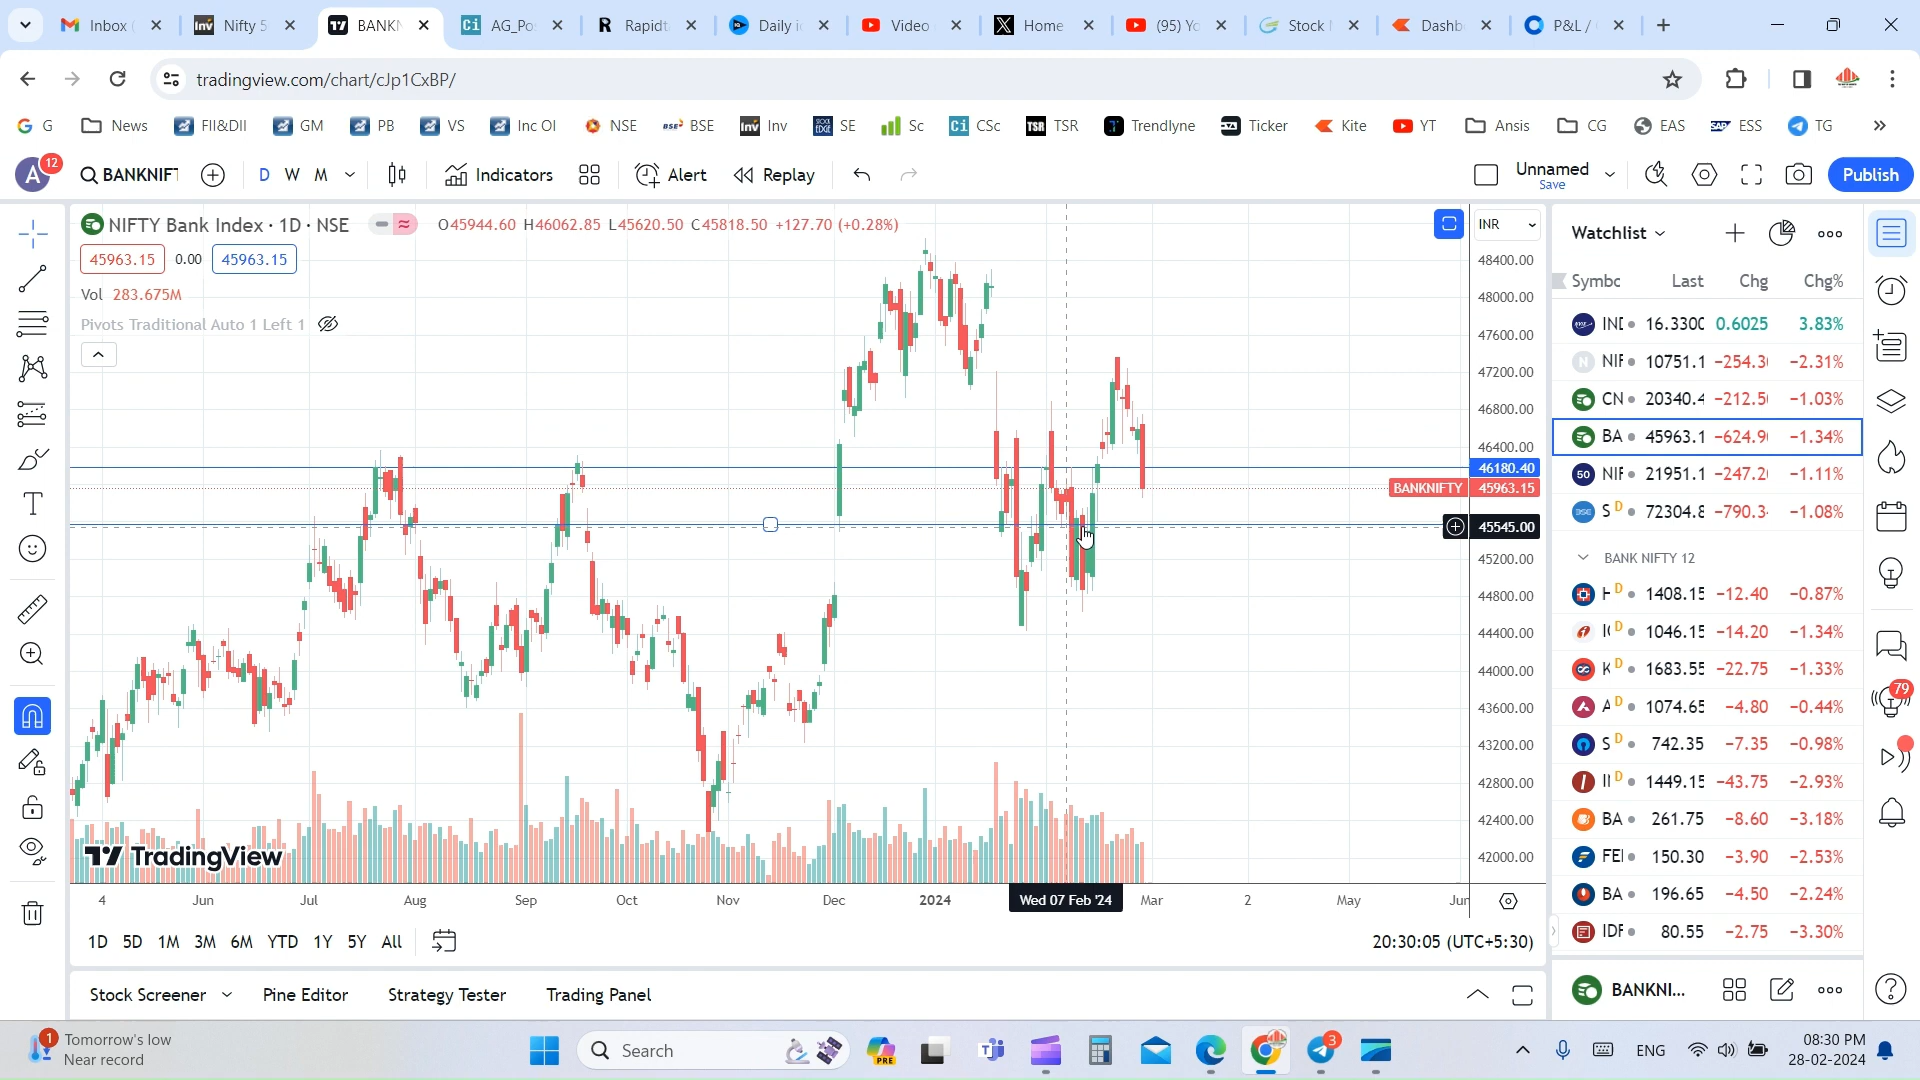 Inbox (
Nifty 5
BANKN
AG_Po
Rapidt
Daily i
Video
Home
(95) Yo
Stock
Dashb
P&L /
tradingview.com/chart/cJp1CxBP/
G
News
FII&DII
GM
PB
VS
Inc OI
NSE
BSE
Inv
SE
Sc
CSc
TSR
Trendlyne
Ticker
Kite
YT
Ansis
CG
EAS
ESS
TG
A
12
BANKNIFT
D W M
Indicators
Alert
Replay
Unnamed
Save
Publish
NIFTY Bank Index · 1D · NSE
O45944.60 H46062.85 L45620.50 C45818.50 +127.70 (+0.28%)
45963.15 0.00 45963.15
Vol 283.675M
Pivots Traditional Auto 1 Left 1
INR
48400.00
48000.00
47600.00
47200.00
46800.00
46400.00
46180.40
BANKNIFTY 45963.15
45545.00
45200.00
44800.00
44400.00
44000.00
43600.00
43200.00
42800.00
42400.00
42000.00
TradingView
4 Jun Jul Aug Sep Oct Nov Dec 2024 Wed 07 Feb '24 Mar 2 May Jun
1D 5D 1M 3M 6M YTD 1Y 5Y All
20:30:05 (UTC+5:30)
Stock Screener
Pine Editor
Strategy Tester
Trading Panel
Watchlist
Symbc Last Chg Chg%
INI 16.3300 0.6025 3.83%
NIF 10751.1 −254.30 −2.31%
CN 20340.4 −212.50 −1.03%
BA 45963.1 −624.90 −1.34%
NIF 21951.1 −247.20 −1.11%
S D 72304.8 −790.3 −1.08%
BANK NIFTY 12
D 1408.15 −12.40 −0.87%
D 1046.15 −14.20 −1.34%
K D 1683.55 −22.75 −1.33%
A D 1074.65 −4.80 −0.44%
S D 742.35 −7.35 −0.98%
D 1449.15 −43.75 −2.93%
BA 261.75 −8.60 −3.18%
FEI 150.30 −3.90 −2.53%
BA 196.65 −4.50 −2.24%
IDF 80.55 −2.75 −3.30%
BANKNI...
79
1
Tomorrow's low
Near record
Search
PRE
3
ENG
08:30 PM
28-02-2024